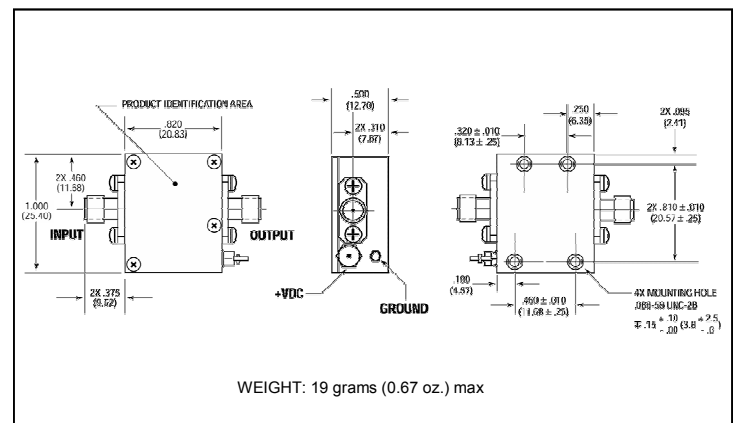 PRODUCT IDENTIFICATION AREA
.820
(20.83)
2X .460
(11.68)
1.000
(25.40)
INPUT
OUTPUT
2X .375
(9.52)
.500
(12.70)
2X .310
(7.87)
+VDC
GROUND
.250
(6.35)
2X .095
(2.41)
.320 ± .010
(8.13 ± .25)
2X .810 ± .010
(20.57 ± .25)
(4.57)
.460 ± .010
(11.68 ± .25)
4X MOUNTING HOLE
UNC-2B
WEIGHT: 19 grams (0.67 oz.) max